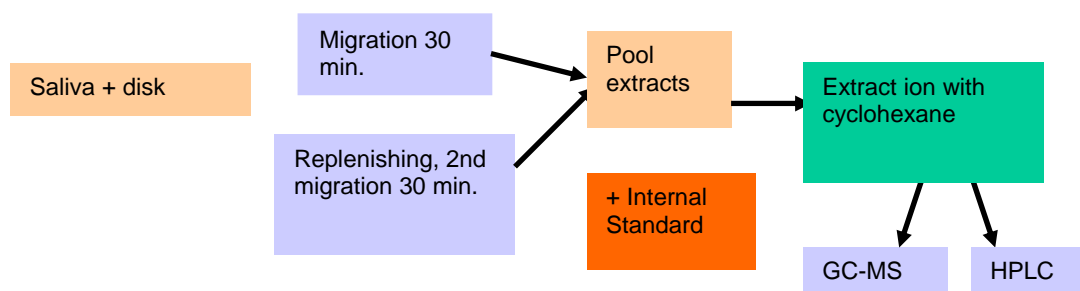 Saliva + disk
Migration 30
min.
Replenishing, 2nd
migration 30 min.
Pool
extracts
+ Internal
Standard
Extract ion with
cyclohexane
GC-MS
HPLC